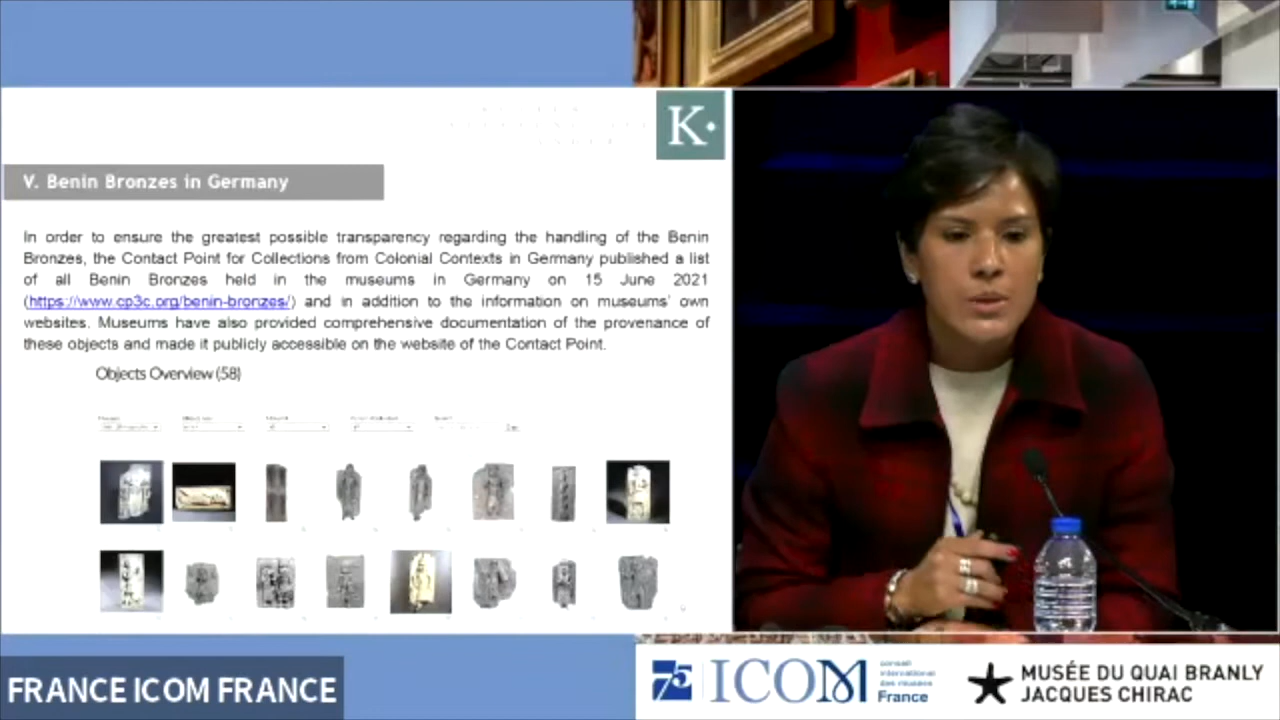 K.
V. Benin Bronzes in Germany
In order to ensure the greatest possible transparency regarding the handling of the Benin
Bronzes, the Contact Point for Collections from Colonial Contexts in Germany published a list
of all Benin Bronzes held in the museums in Germany on 15 June 2021
(https://www.cp3c.org/benin-bronzes/) and in addition to the information on museums' own
websites. Museums have also provided comprehensive documentation of the provenance of
these objects and made it publicly accessible on the website of the Contact Point.
Objects Overview (58)
FRANCE ICOM FRANCE
75
ICOM
conseil
international
des musées
France
MUSÉE DU QUAI BRANLY
JACQUES CHIRAC